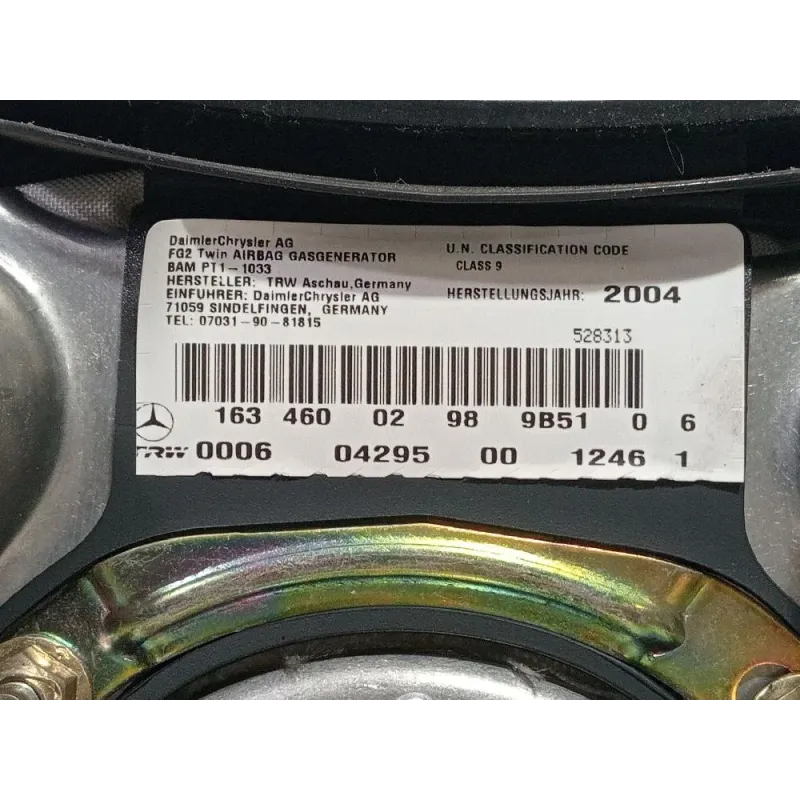 DaimlerChrysler AG
FG2 Twin AIRBAG GASGENERATOR
BAM PT1-1033
HERSTELLER: TRW Aschau,Germany
EINFUHRER: DaimlerChrysler AG
71059 SINDELFINGEN, GERMANY
TEL: 07031-90-81815
U.N. CLASSIFICATION CODE
CLASS 9
HERSTELLUNGSJAHR: 2004
528313
163 460 02 98 9B51 0 6
TRW 0006 04295 00 1246 1